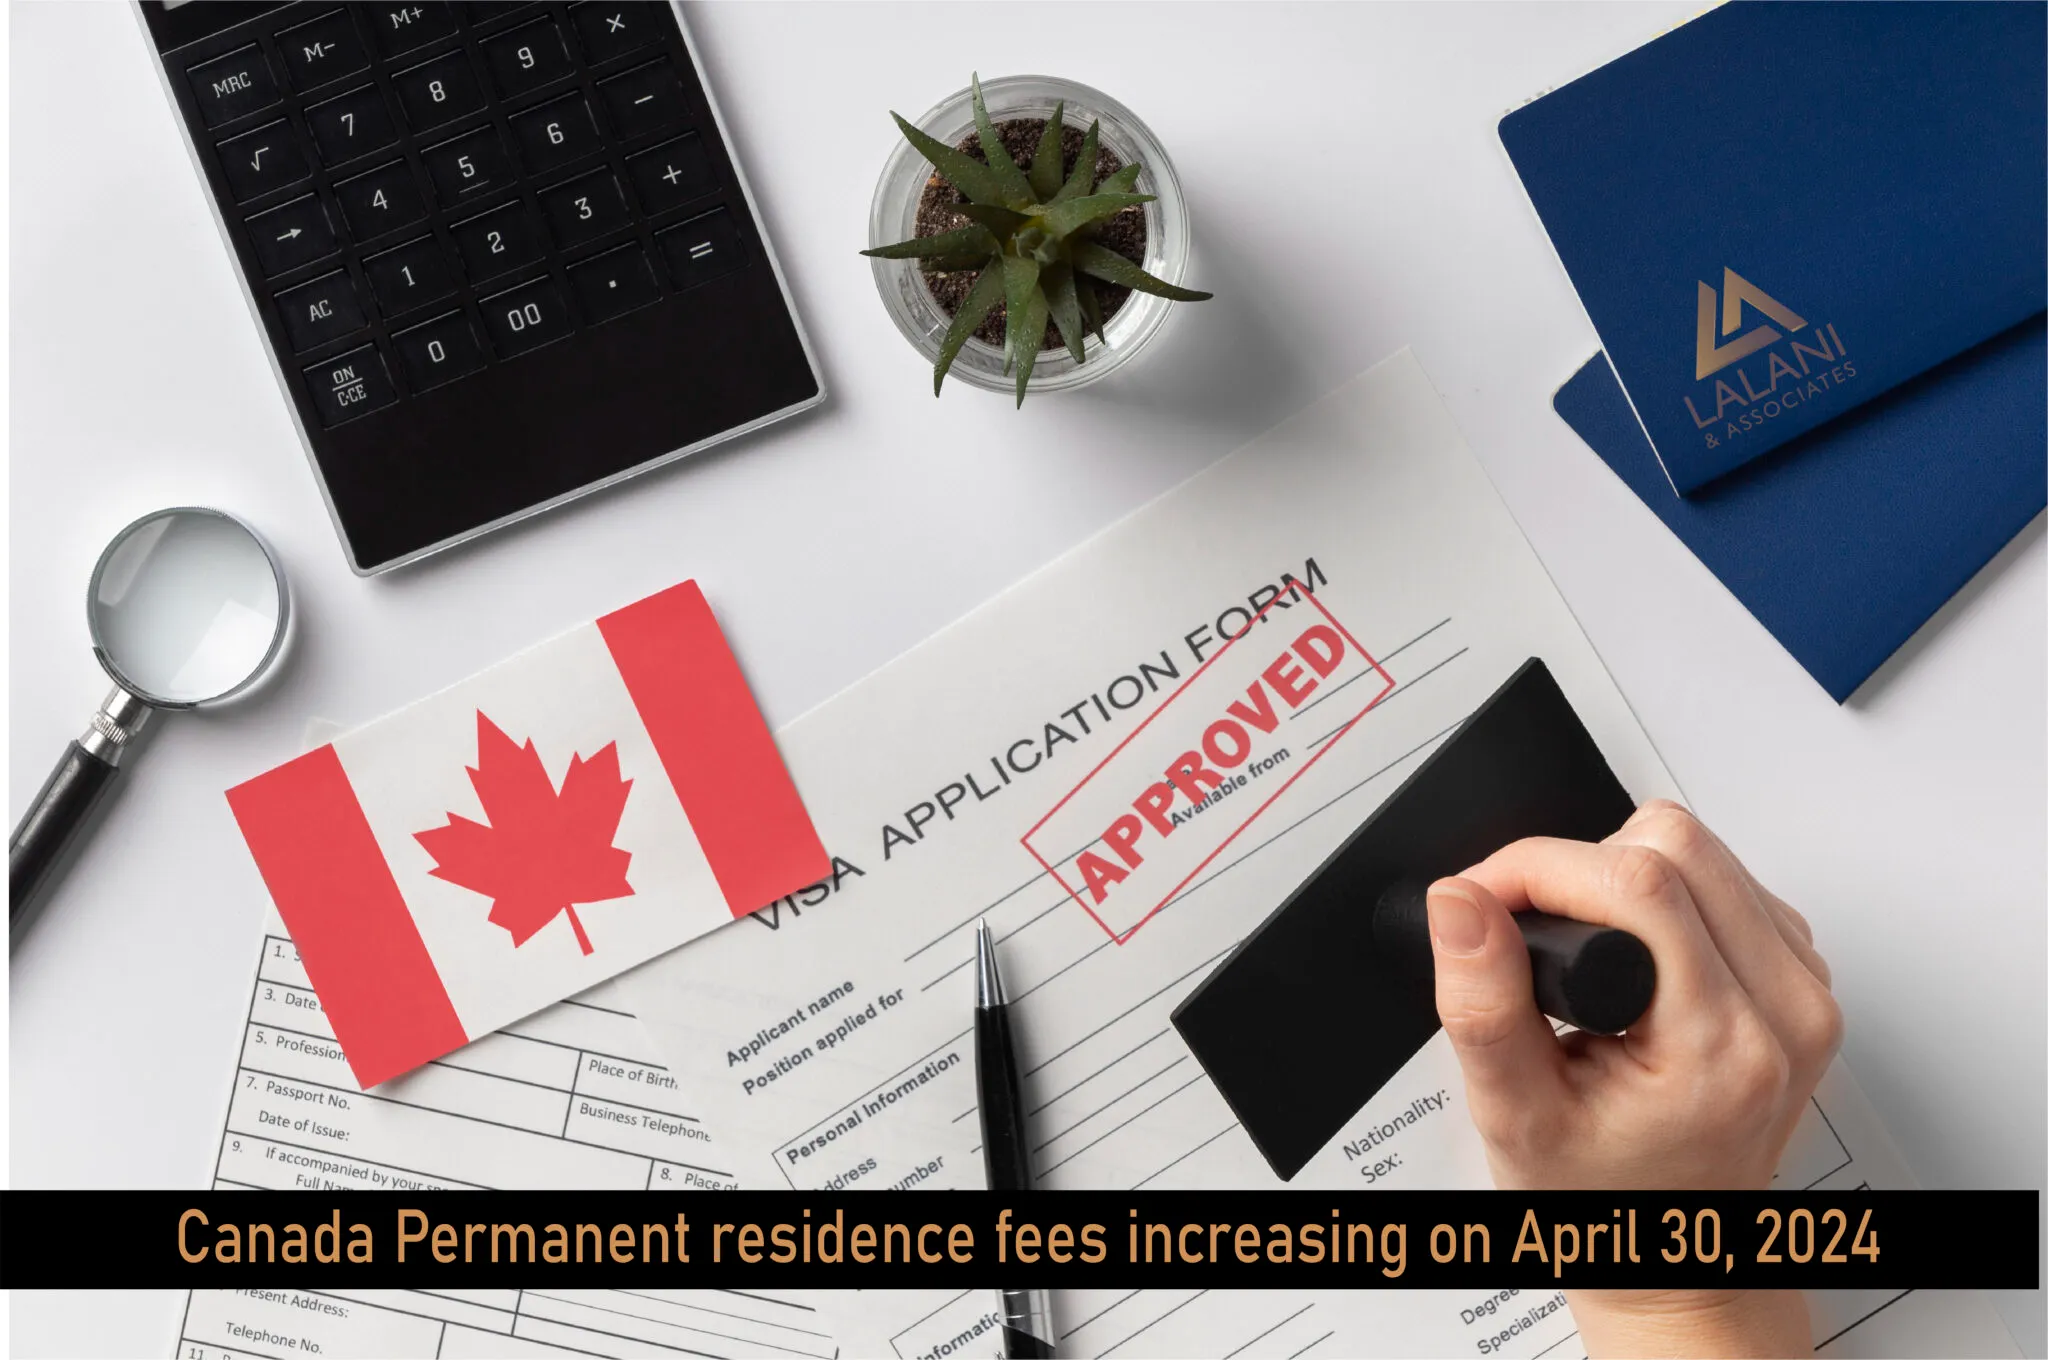 MRC
M-
M+
×
√
7
8
9
−
→
4
5
6
+
AC
1
2
3
=
ON
C·CE
0
00
.
LALANI
& ASSOCIATES
VISA APPLICATION FORM
APPROVED
Available from
Applicant name
Position applied for
Personal Information
Nationality:
Sex:
1.
3. Date
5. Profession
Place of Birth
7. Passport No.
Business Telephone
Date of Issue:
9. If accompanied by your
Full
8. Place of
Canada Permanent residence fees increasing on April 30, 2024
Present Address:
Telephone No.
11.